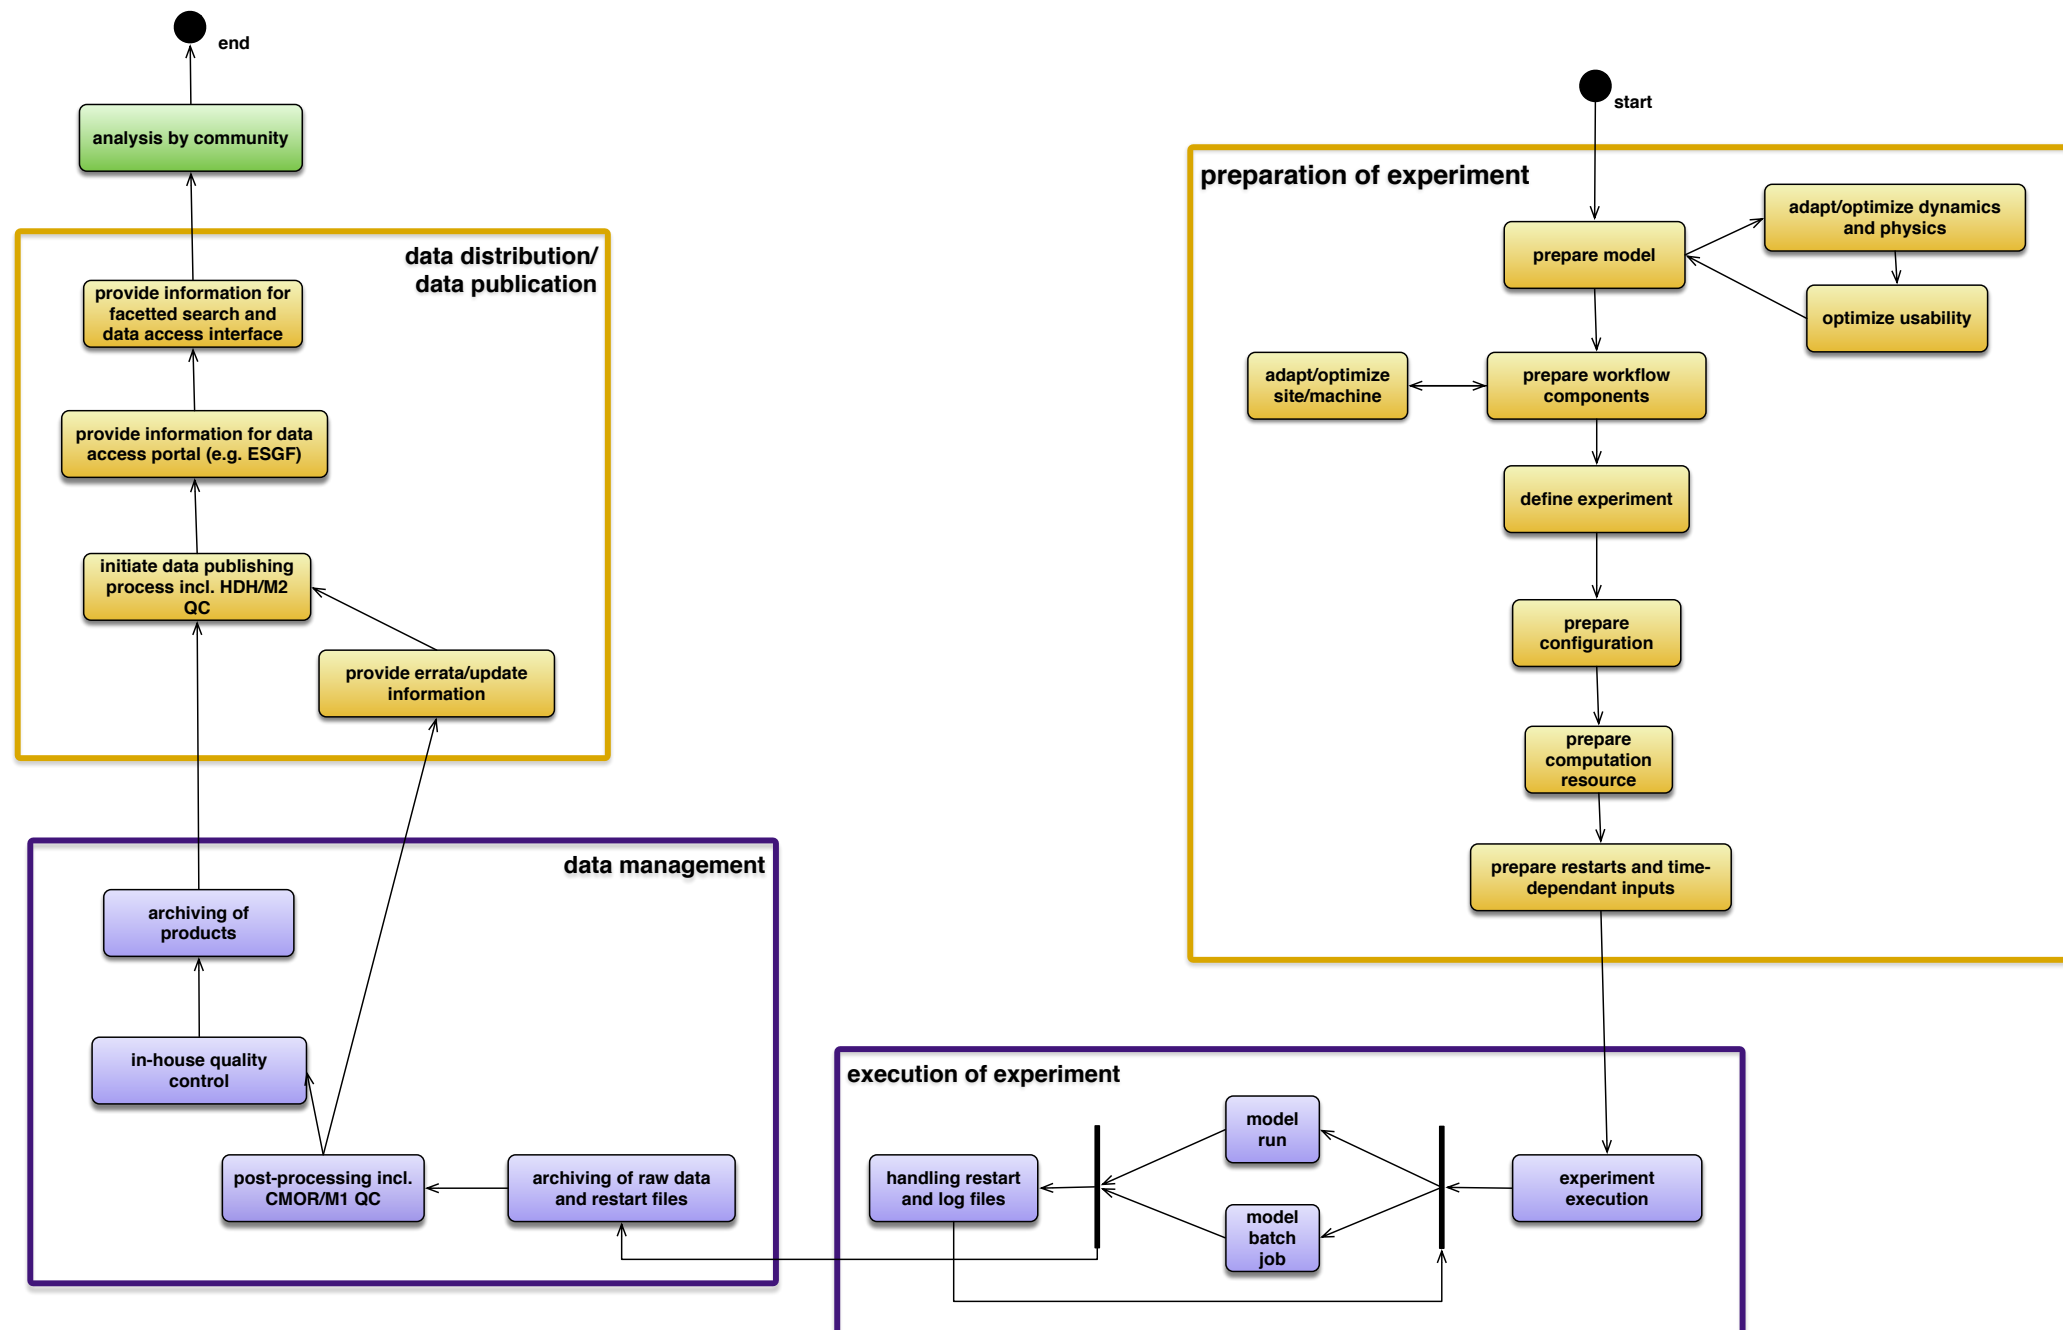 end
analysis by community
data distribution/
data publication
provide information for
facetted search and
data access interface
provide information for data
access portal (e.g. ESGF)
initiate data publishing
process incl. HDH/M2
QC
provide errata/update
information
data management
archiving of
products
in-house quality
control
post-processing incl.
CMOR/M1 QC
archiving of raw data
and restart files
start
preparation of experiment
prepare model
adapt/optimize dynamics
and physics
optimize usability
adapt/optimize
site/machine
prepare workflow
components
define experiment
prepare
configuration
prepare
computation
resource
prepare restarts and time-
dependant inputs
execution of experiment
handling restart
and log files
model
run
model
batch
job
experiment
execution